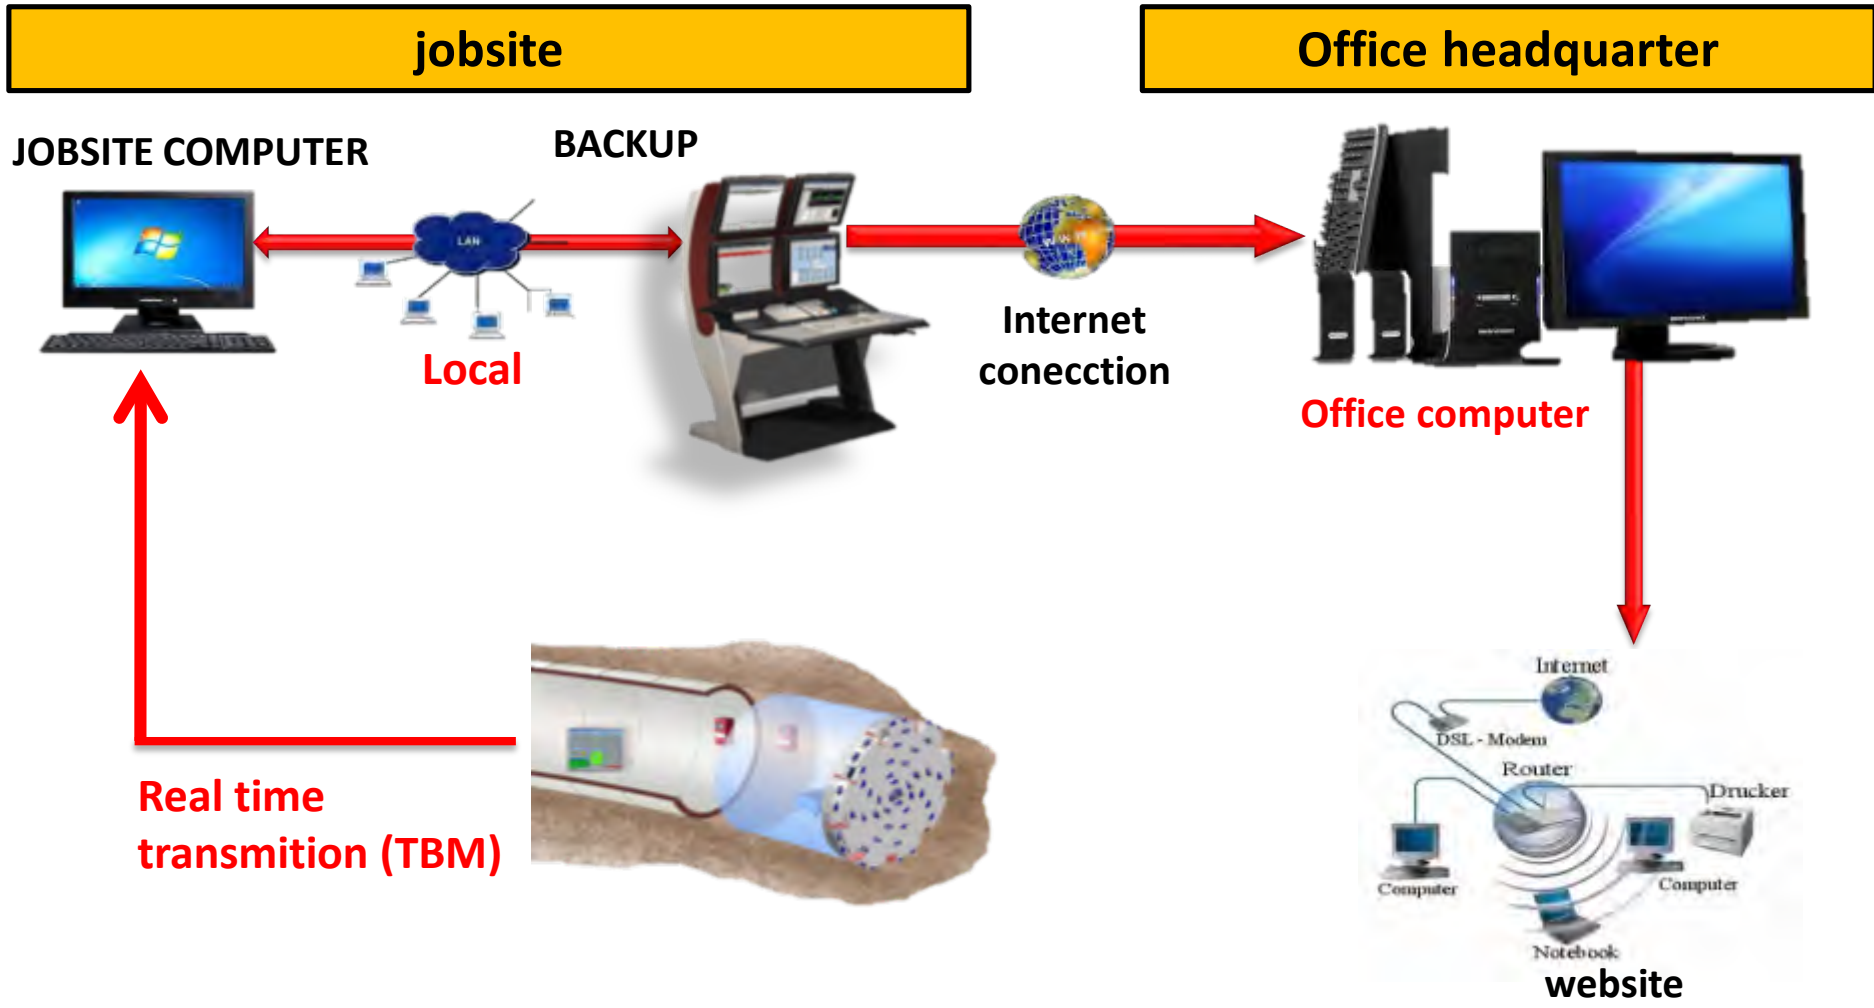 jobsite
Office headquarter
JOBSITE COMPUTER
BACKUP
LAN
Local
Internet
conecction
Office computer
Real time
transmition (TBM)
Internet
DSL - Modem
Router
Drucker
Computer
Computer
Notebook
website